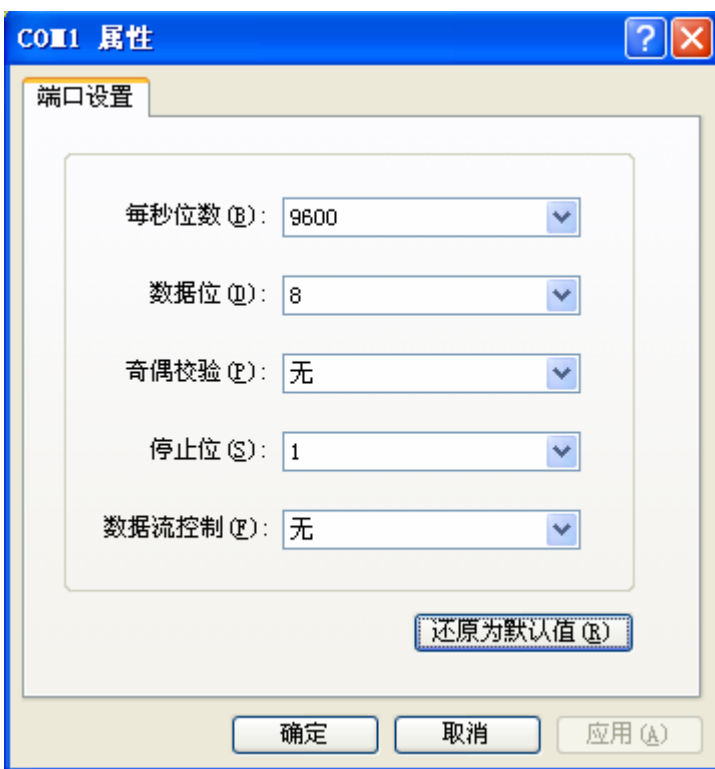 COM1 属性
端口设置
每秒位数(B): 9600
数据位(D): 8
奇偶校验(P): 无
停止位(S): 1
数据流控制(F): 无
还原为默认值(R)
确定 取消 应用(A)